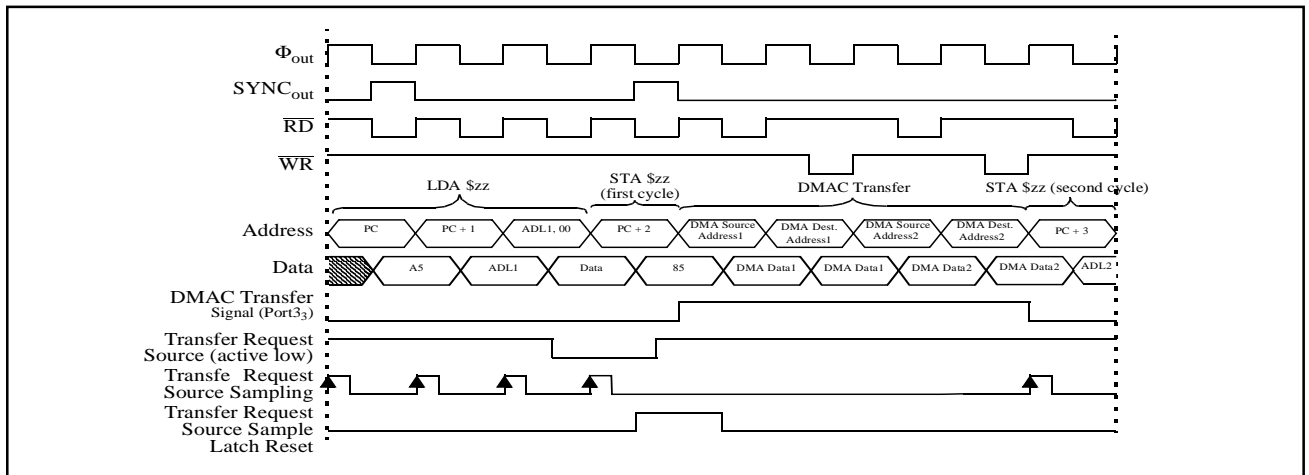 Φout
SYNCout
RD
WR
LDA $zz
STA $zz
(first cycle)
DMAC Transfer
STA $zz (second cycle)
Address
PC
PC + 1
ADL1, 00
PC + 2
DMA Source
Address1
DMA Dest.
Address1
DMA Source
Address2
DMA Dest.
Address2
PC + 3
Data
A5
ADL1
Data
85
DMA Data1
DMA Data1
DMA Data2
DMA Data2
ADL2
DMAC Transfer
Signal (Port33)
Transfer Request
Source (active low)
Transfe Request
Source Sampling
Transfer Request
Source Sample
Latch Reset